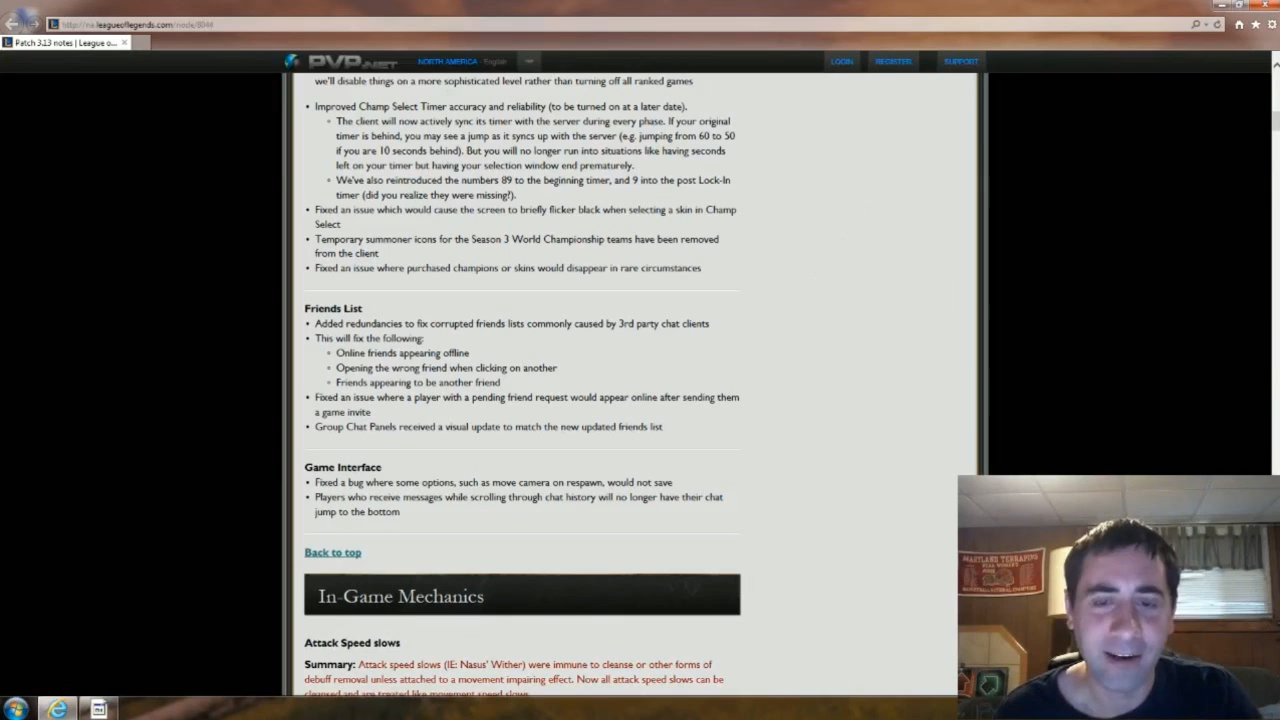 http://na.leagueoflegends.com/node/8044
Patch 3.13 notes | League o...
PVP.NET
NORTH AMERICA - English
LOGIN
REGISTER
SUPPORT
we'll disable things on a more sophisticated level rather than turning off all ranked games
• Improved Champ Select Timer accuracy and reliability (to be turned on at a later date).
The client will now actively sync its timer with the server during every phase. If your original
timer is behind, you may see a jump as it syncs up with the server (e.g. jumping from 60 to 50
if you are 10 seconds behind). But you will no longer run into situations like having seconds
left on your timer but having your selection window end prematurely.
We've also reintroduced the numbers 89 to the beginning timer, and 9 into the post Lock-In
timer (did you realize they were missing?).
• Fixed an issue which would cause the screen to briefly flicker black when selecting a skin in Champ
Select
• Temporary summoner icons for the Season 3 World Championship teams have been removed
from the client
• Fixed an issue where purchased champions or skins would disappear in rare circumstances
Friends List
• Added redundancies to fix corrupted friends lists commonly caused by 3rd party chat clients
• This will fix the following:
Online friends appearing offline
Opening the wrong friend when clicking on another
Friends appearing to be another friend
• Fixed an issue where a player with a pending friend request would appear online after sending them
a game invite
• Group Chat Panels received a visual update to match the new updated friends list
Game Interface
• Fixed a bug where some options, such as move camera on respawn, would not save
• Players who receive messages while scrolling through chat history will no longer have their chat
jump to the bottom
Back to top
In-Game Mechanics
Attack Speed slows
Summary: Attack speed slows (IE: Nasus' Wither) were immune to cleanse or other forms of
debuff removal unless attached to a movement impairing effect. Now all attack speed slows can be
cleansed and are treated like movement speed slows.
MARYLAND TERRAPINS